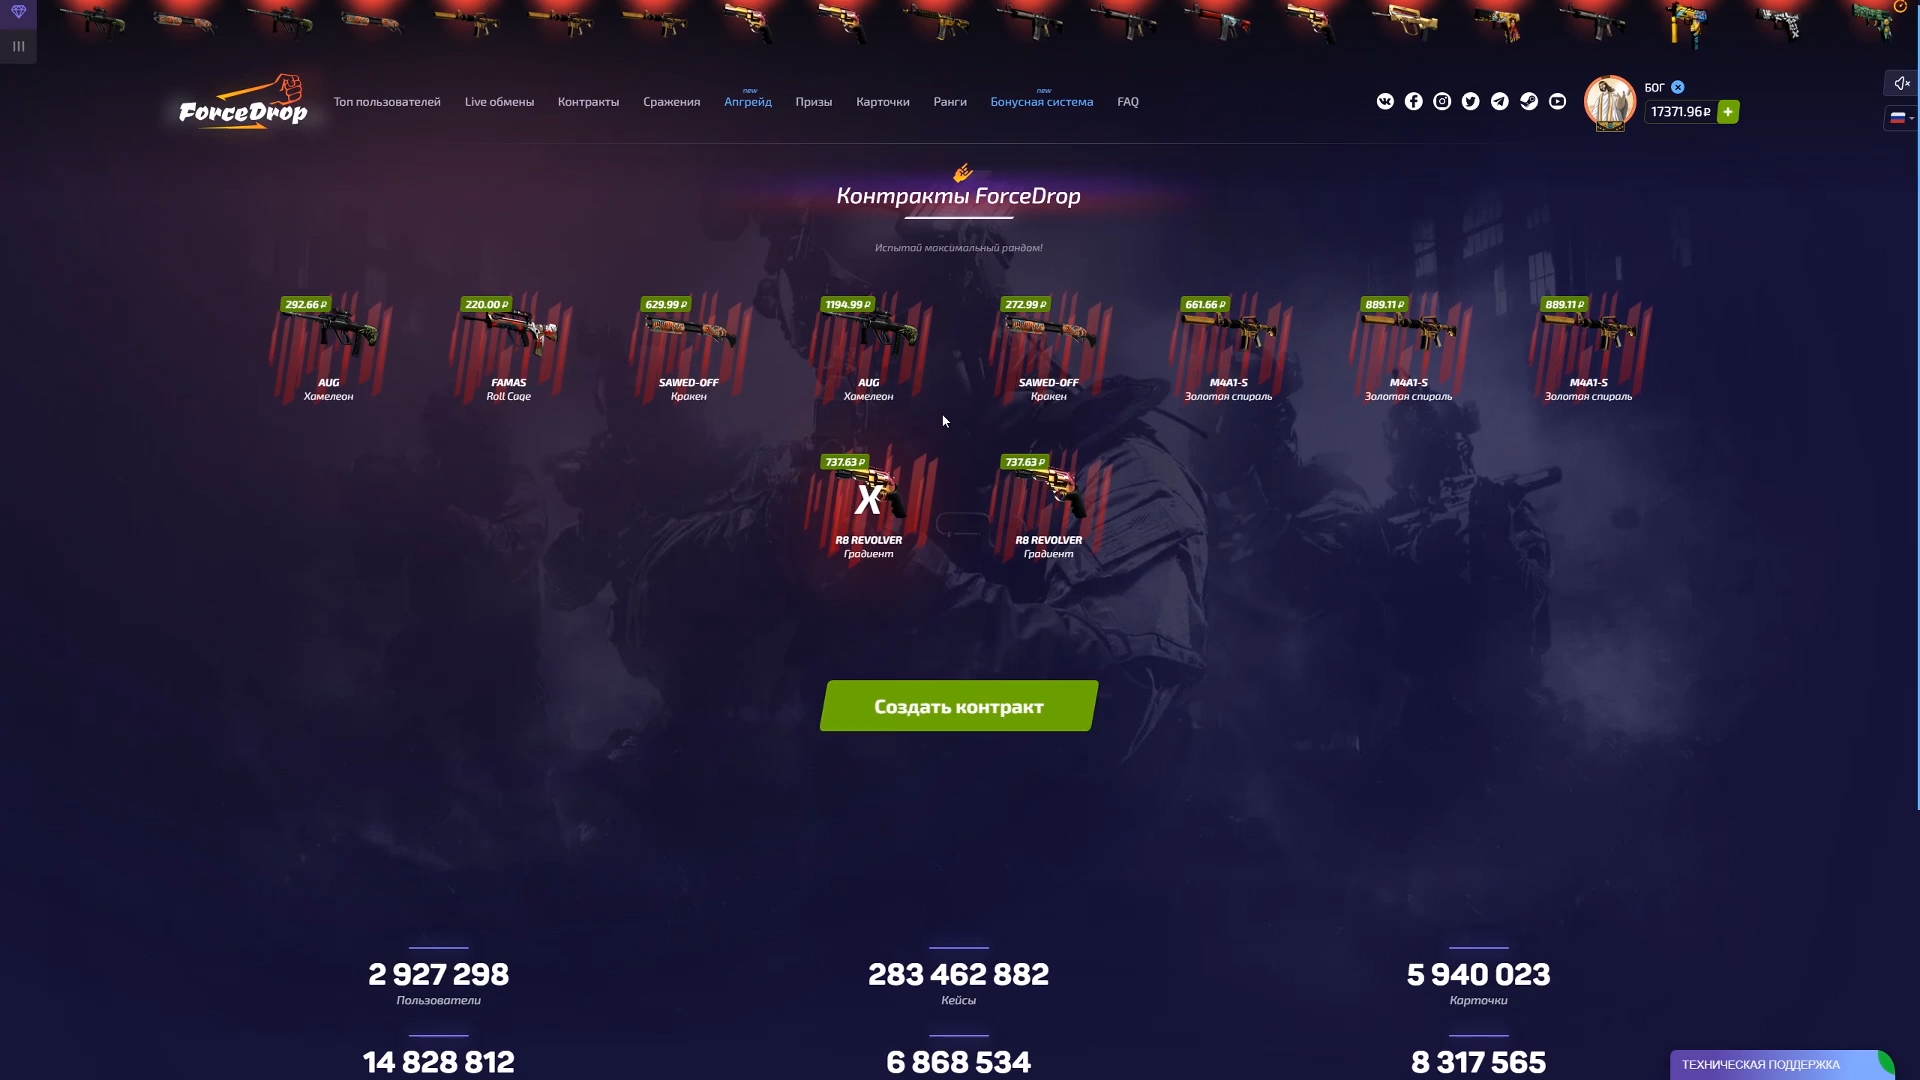 ForceDrop
Топ пользователей
Live обмены
Контракты
Сражения
new
Апгрейд
Призы
Карточки
Ранги
new
Бонусная система
FAQ
БОГ
17371.96₽
+
Контракты ForceDrop
Испытай максимальный рандом!
292.66 ₽
AUG
Хамелеон
220.00 ₽
FAMAS
Roll Cage
629.99 ₽
SAWED-OFF
Кракен
1194.99 ₽
AUG
Хамелеон
272.99 ₽
SAWED-OFF
Кракен
661.66 ₽
M4A1-S
Золотая спираль
889.11 ₽
M4A1-S
Золотая спираль
889.11 ₽
M4A1-S
Золотая спираль
737.63 ₽
X
R8 REVOLVER
Градиент
737.63 ₽
R8 REVOLVER
Градиент
Создать контракт
2 927 298
Пользователи
283 462 882
Кейсы
5 940 023
Карточки
14 828 812
6 868 534
8 317 565
ТЕХНИЧЕСКАЯ ПОДДЕРЖКА